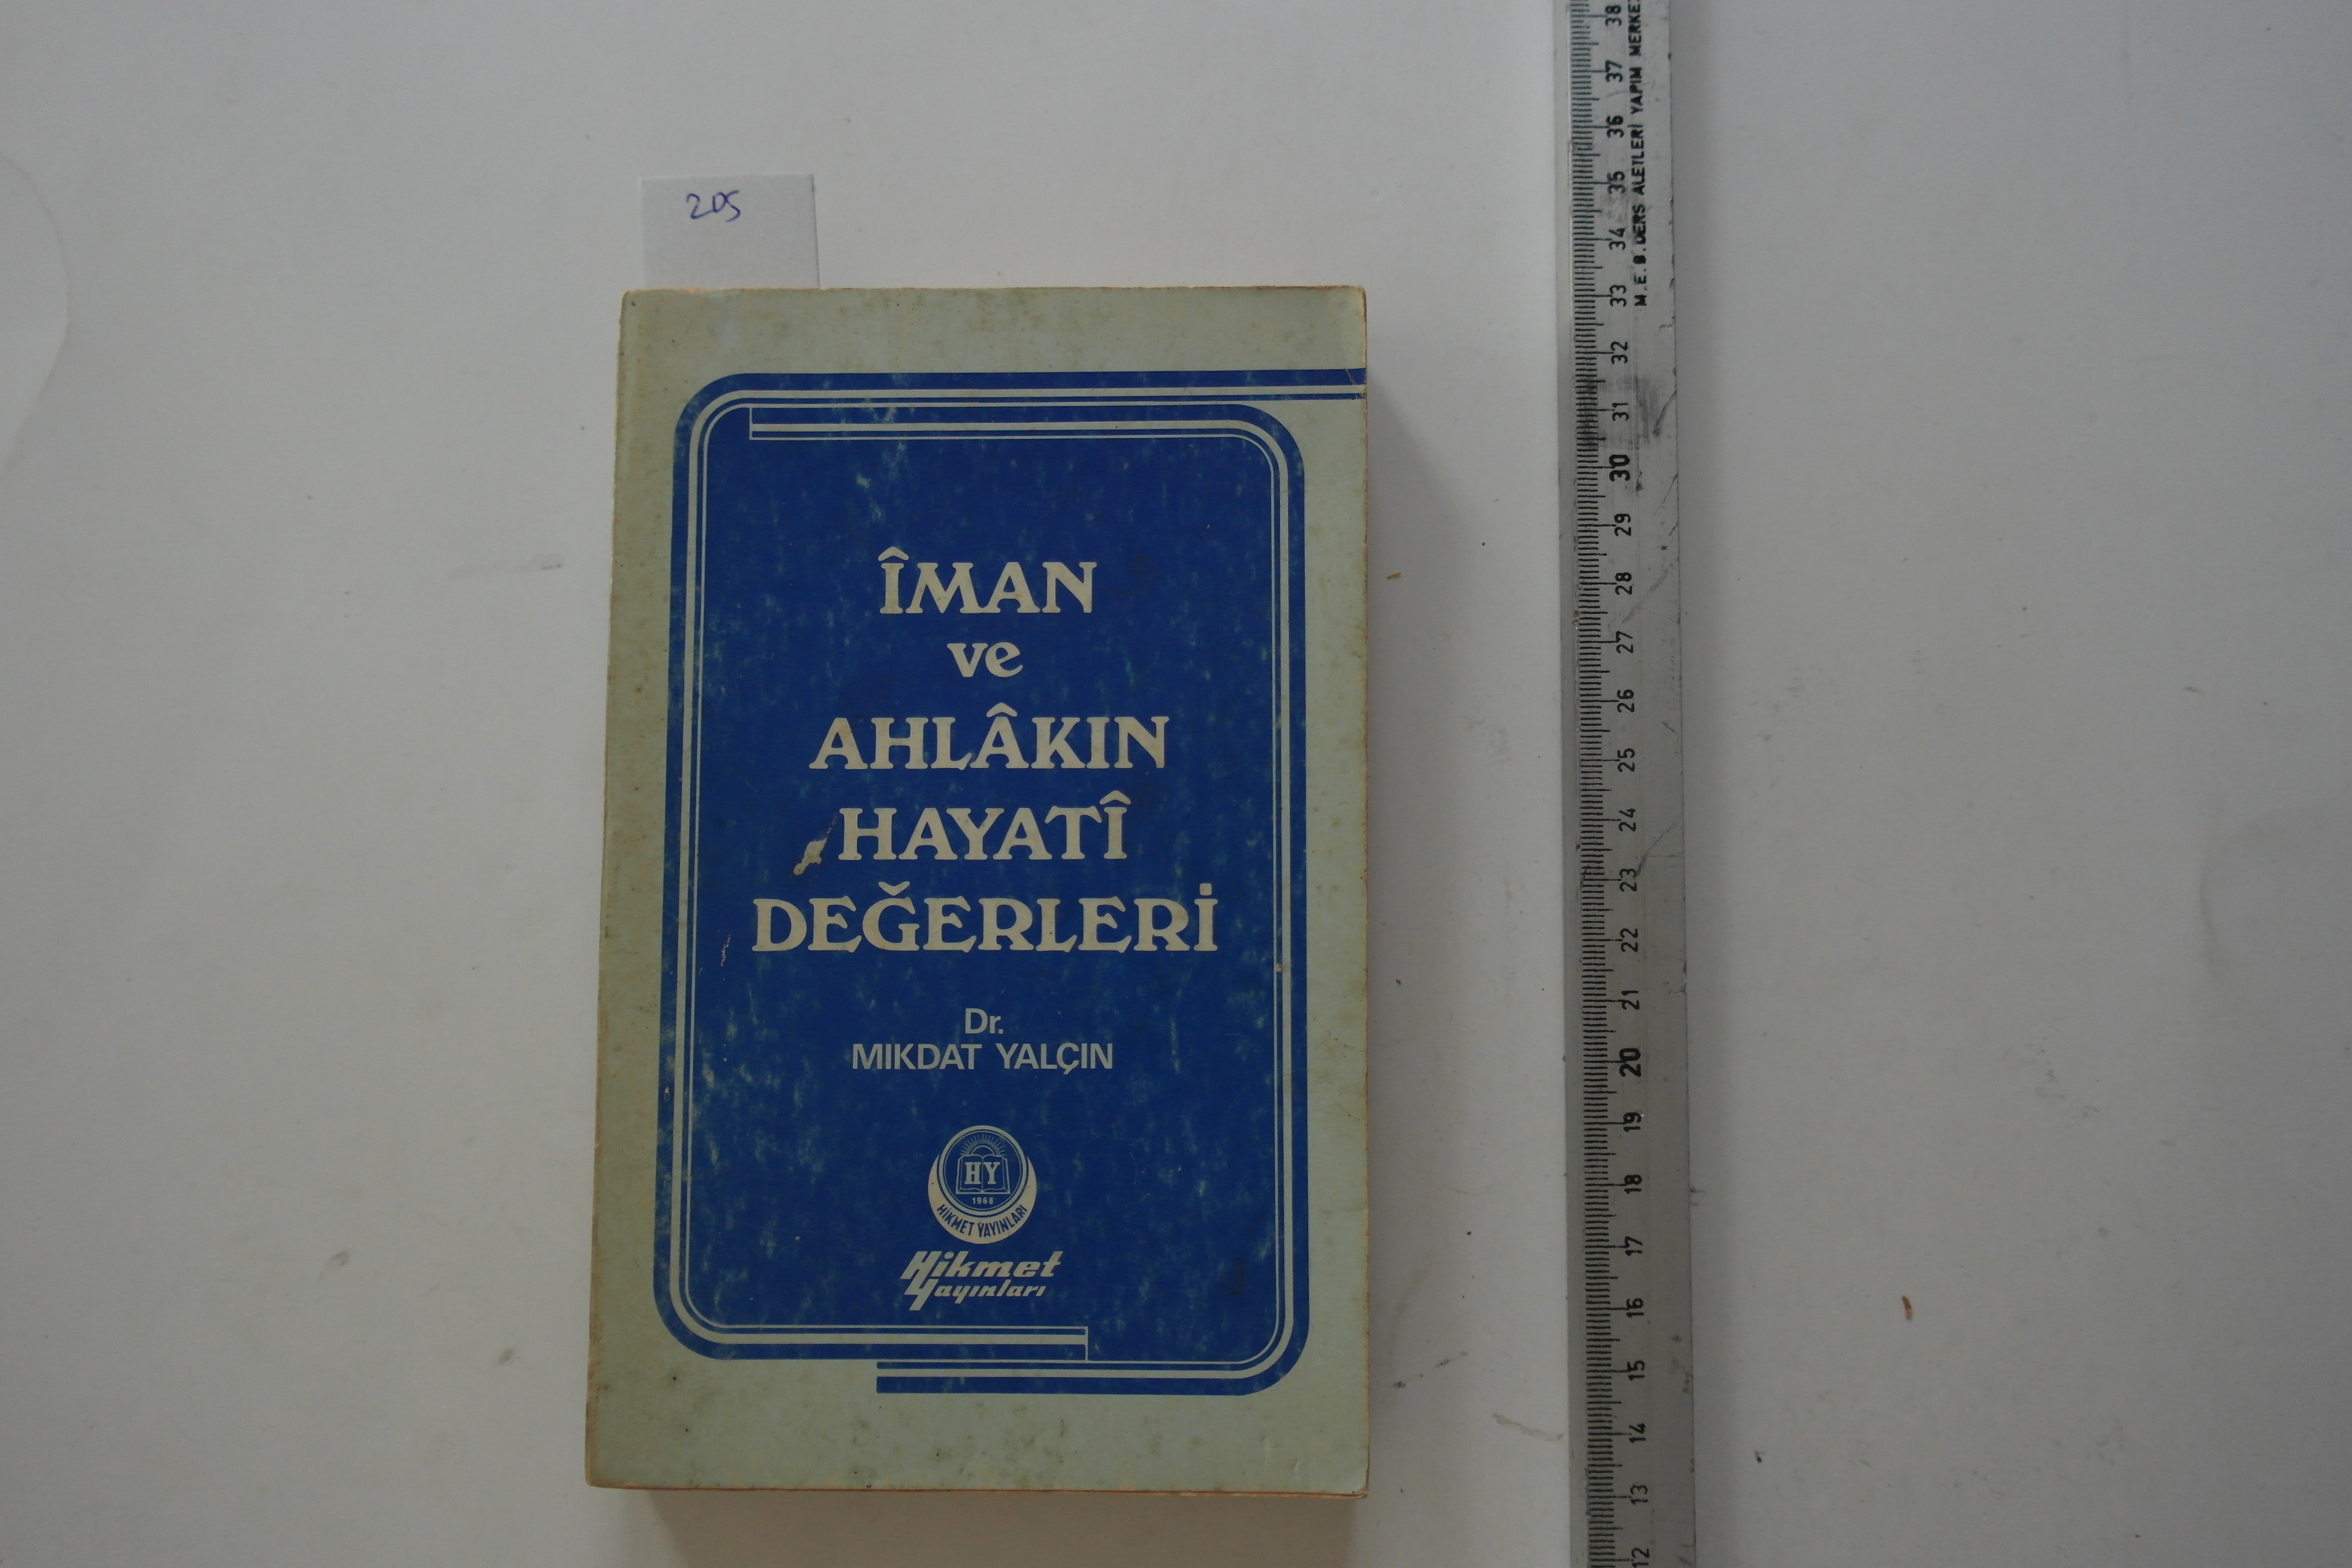 205
ÎMAN
ve
AHLÂKIN
HAYATÎ
DEĞERLERİ
Dr.
MIKDAT YALÇIN
HY
1968
HİKMET YAYINLARI
Hikmet
Yayınları
38
37
36
35
34
33
32
31
30
29
28
27
26
25
24
23
22
21
20
19
18
17
16
15
14
13
12
M.E.B. DERS ALETLERİ YAPIM MERKEZ